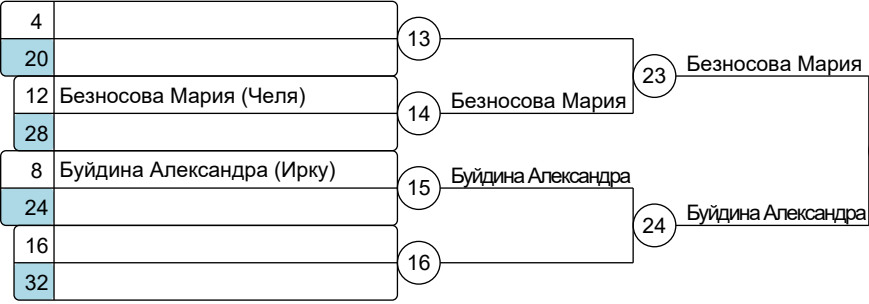 4
20
13
12 Безносова Мария (Челя)
28
14 Безносова Мария
23 Безносова Мария
8 Буйдина Александра (Ирку)
24
15 Буйдина Александра
16
32
16
24 Буйдина Александра